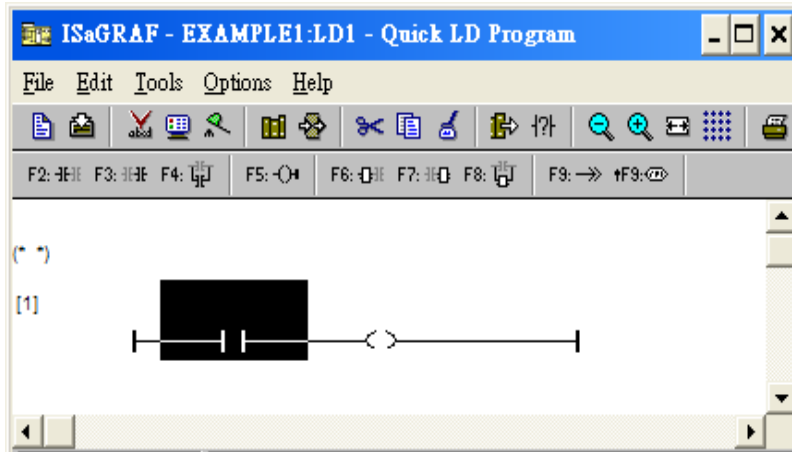 ISaGRAF - EXAMPLE1:LD1 - Quick LD Program
File Edit Tools Options Help
abcd
F2: F3: F4: F5: F6: F7: F8: F9: F9:
(* *)
[1]